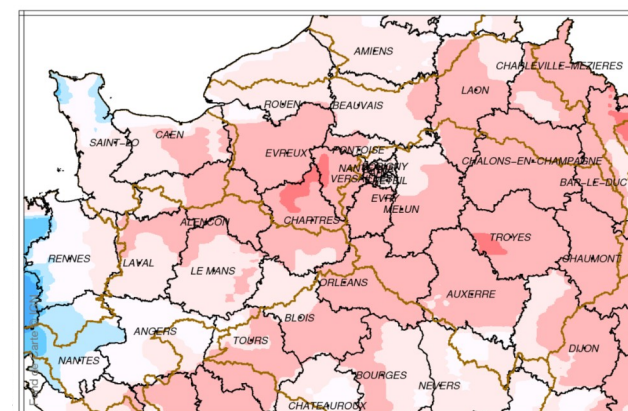 AMIENS
CHARLEVILLE-MEZIERES
LAON
ROUEN
BEAUVAIS
CAEN
SAINT-LO
EVREUX
PONTOISE
CHALONS-EN-CHAMPAGNE
BAR-LE-DUC
EVRY
MELUN
ALENCON
CHARTRES
TROYES
RENNES
LAVAL
LE MANS
CHAUMONT
ORLEANS
AUXERRE
BLOIS
ANGERS
TOURS
NANTES
DIJON
BOURGES
NEVERS
CHATEAUROUX